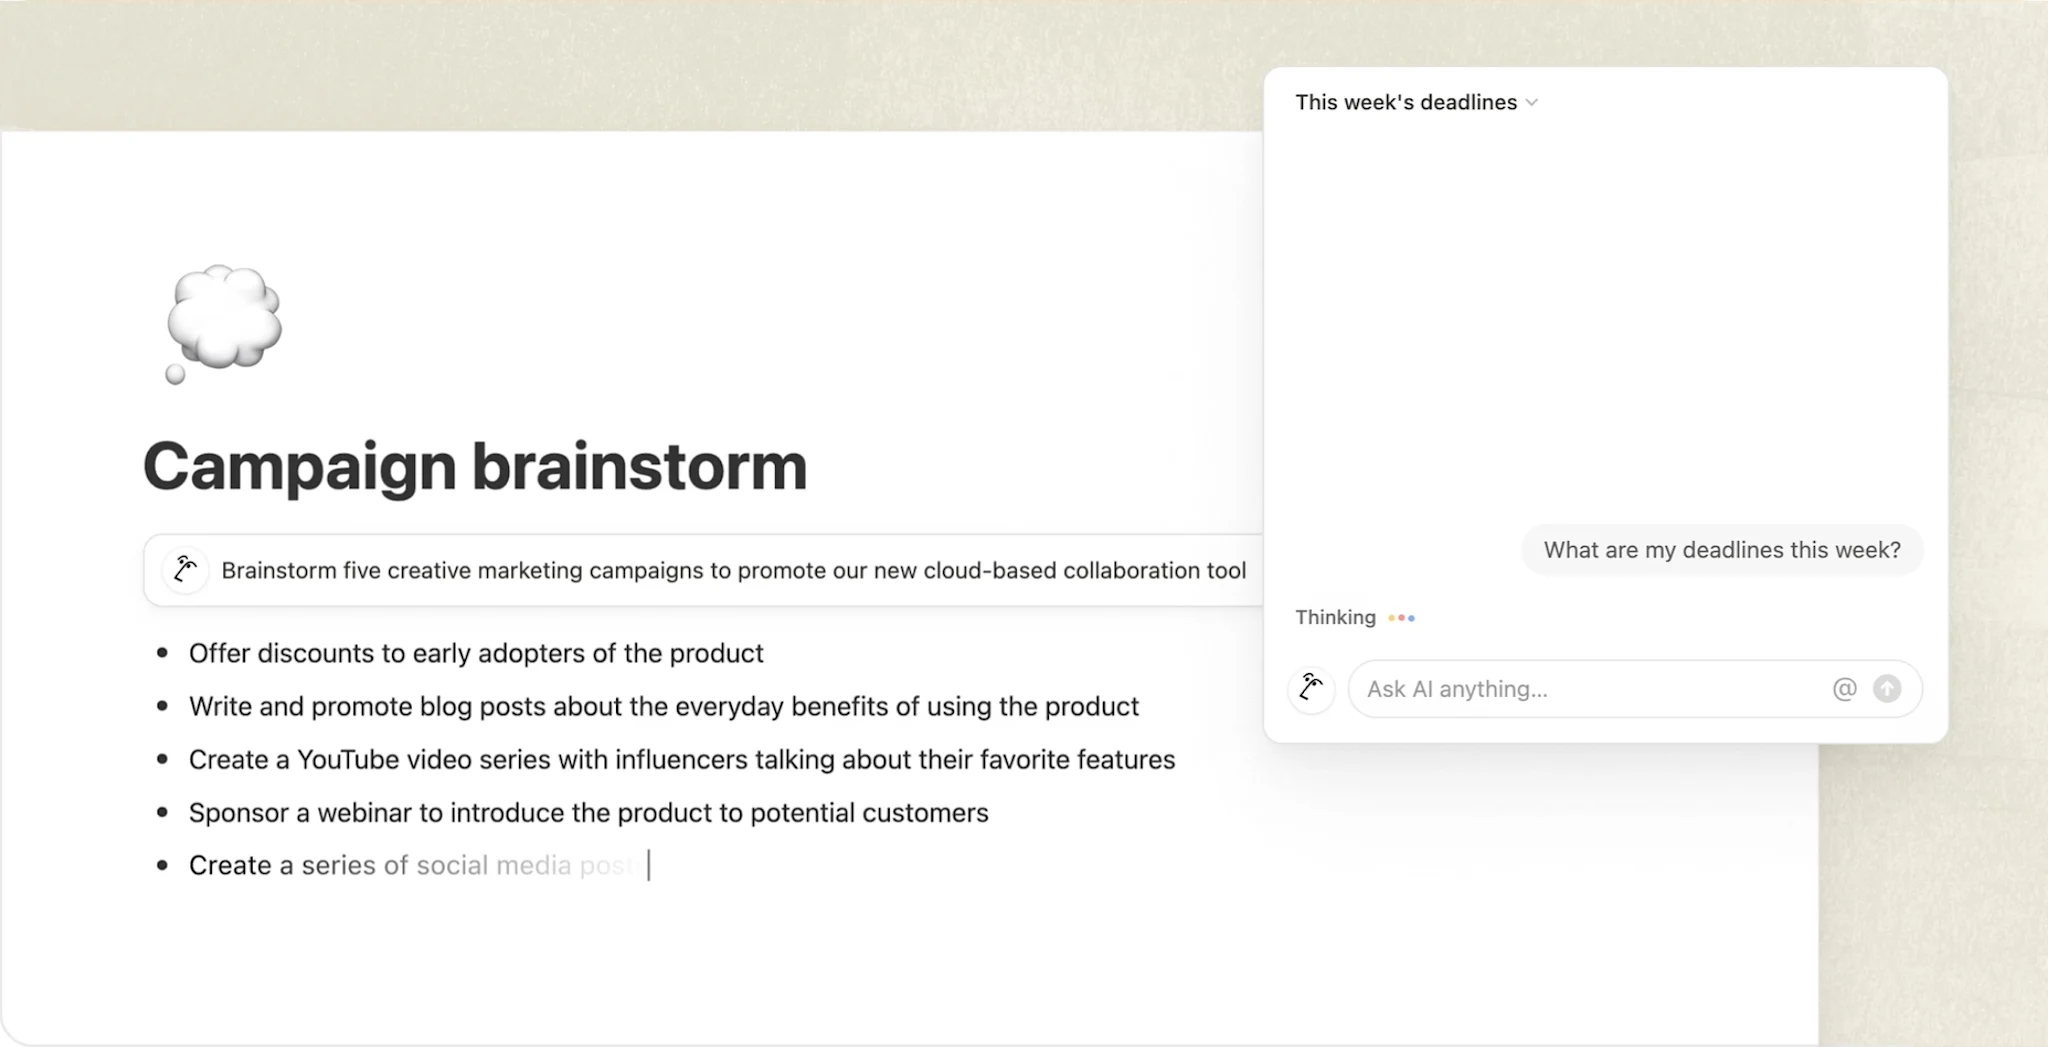 This week's deadlines
Campaign brainstorm
Brainstorm five creative marketing campaigns to promote our new cloud-based collaboration tool
• Offer discounts to early adopters of the product
• Write and promote blog posts about the everyday benefits of using the product
• Create a YouTube video series with influencers talking about their favorite features
• Sponsor a webinar to introduce the product to potential customers
• Create a series of social media posts
What are my deadlines this week?
Thinking
Ask AI anything...
@